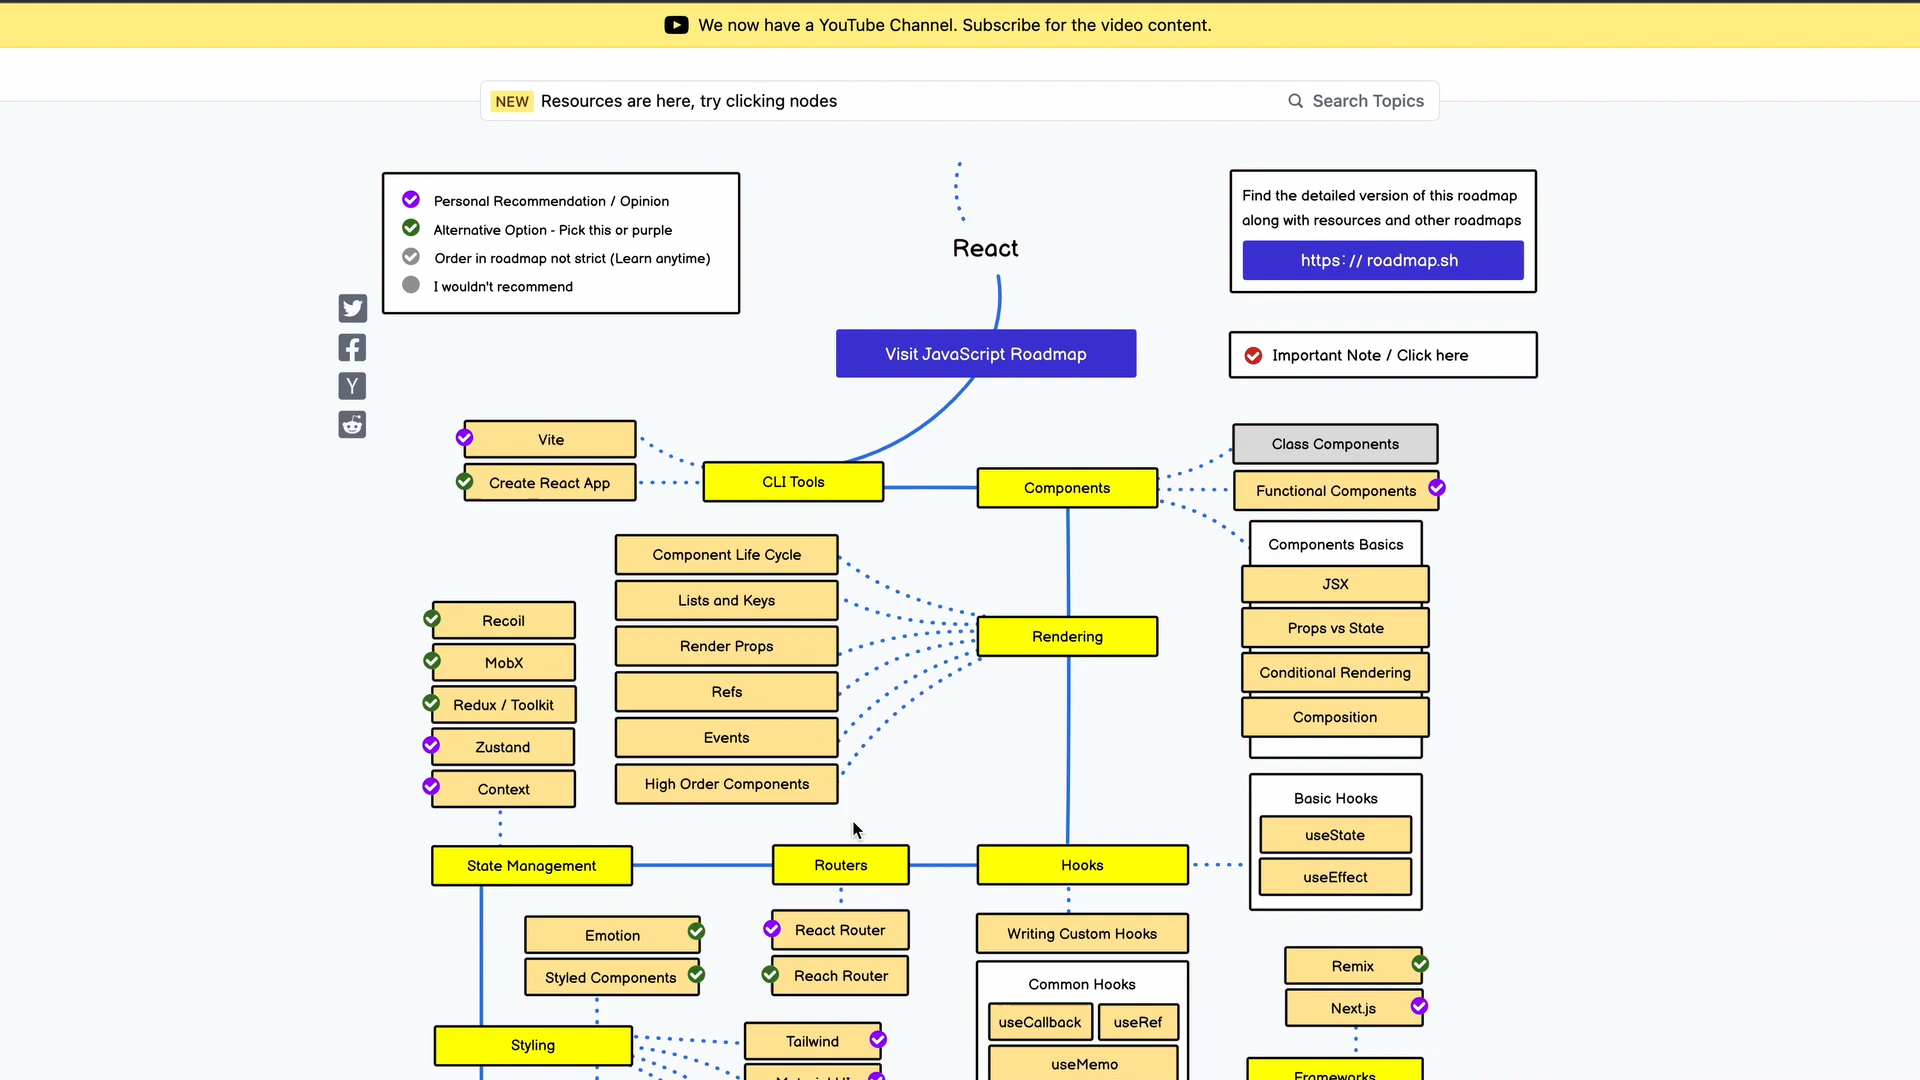 We now have a YouTube Channel. Subscribe for the video content.
NEW Resources are here, try clicking nodes
Search Topics
Personal Recommendation / Opinion
Alternative Option - Pick this or purple
Order in roadmap not strict (Learn anytime)
I wouldn't recommend
React
Find the detailed version of this roadmap
along with resources and other roadmaps
https: // roadmap.sh
Visit JavaScript Roadmap
Important Note / Click here
Vite
Create React App
CLI Tools
Components
Class Components
Functional Components
Components Basics
JSX
Props vs State
Conditional Rendering
Composition
Component Life Cycle
Lists and Keys
Render Props
Refs
Events
High Order Components
Rendering
Recoil
MobX
Redux / Toolkit
Zustand
Context
Basic Hooks
useState
useEffect
State Management
Routers
Hooks
Emotion
Styled Components
React Router
Reach Router
Writing Custom Hooks
Common Hooks
useCallback
useRef
useMemo
Remix
Next.js
Styling
Tailwind
Frameworks